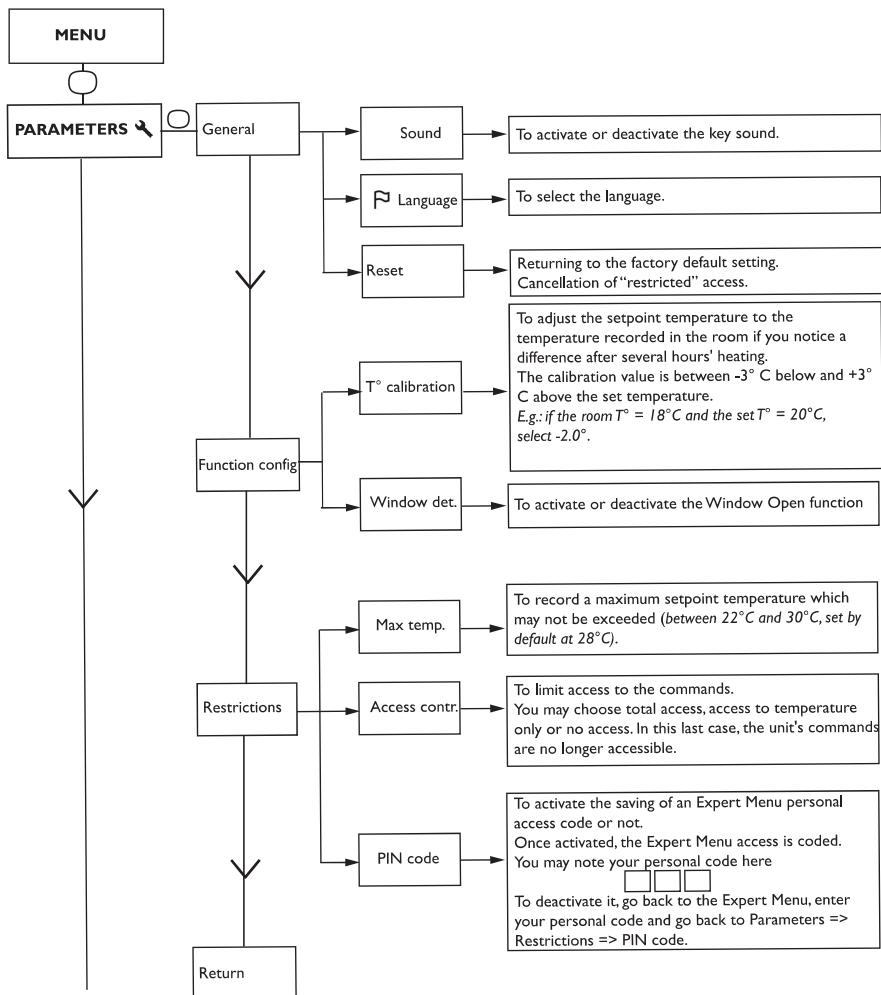 MENU
PARAMETERS
General
Sound
To activate or deactivate the key sound.
Language
To select the language.
Reset
Returning to the factory default setting.
Cancellation of “restricted” access.
Function config
T° calibration
To adjust the setpoint temperature to the
temperature recorded in the room if you notice a
difference after several hours' heating.
The calibration value is between -3° C below and +3°
C above the set temperature.
E.g.: if the room T° = 18°C and the set T° = 20°C,
select -2.0°.
Window det.
To activate or deactivate the Window Open function
Restrictions
Max temp.
To record a maximum setpoint temperature which
may not be exceeded (between 22°C and 30°C, set by
default at 28°C).
Access contr.
To limit access to the commands.
You may choose total access, access to temperature
only or no access. In this last case, the unit's commands
are no longer accessible.
PIN code
To activate the saving of an Expert Menu personal
access code or not.
Once activated, the Expert Menu access is coded.
You may note your personal code here
To deactivate it, go back to the Expert Menu, enter
your personal code and go back to Parameters =>
Restrictions => PIN code.
Return